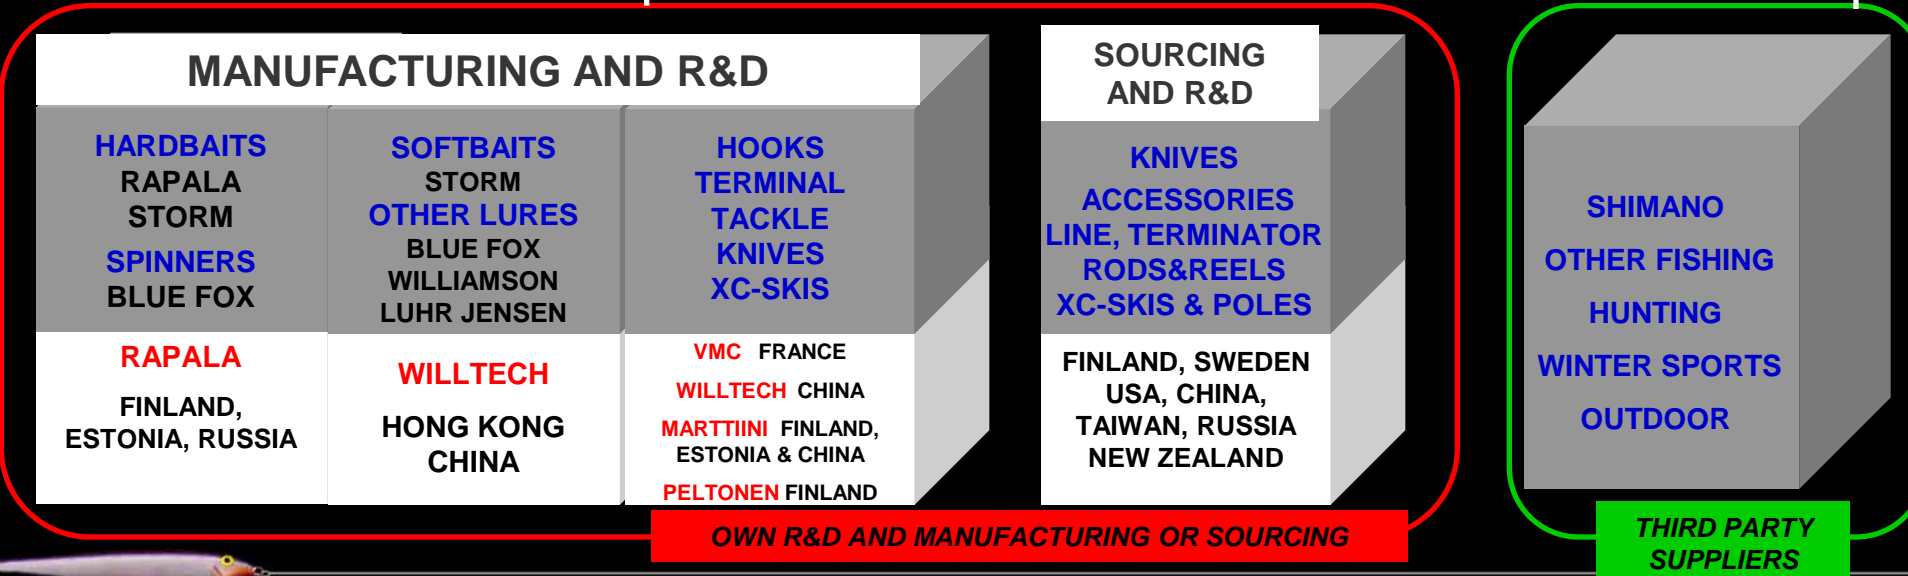 MANUFACTURING AND R&D
HARDBAITS
RAPALA
STORM
SPINNERS
BLUE FOX
RAPALA
FINLAND,
ESTONIA, RUSSIA
SOFTBAITS
STORM
OTHER LURES
BLUE FOX
WILLIAMSON
LUHR JENSEN
WILLTECH
HONG KONG
CHINA
HOOKS
TERMINAL
TACKLE
KNIVES
XC-SKIS
VMC FRANCE
WILLTECH CHINA
MARTTIINI FINLAND,
ESTONIA & CHINA
PELTONEN FINLAND
SOURCING
AND R&D
KNIVES
ACCESSORIES
LINE, TERMINATOR
RODS&REELS
XC-SKIS & POLES
FINLAND, SWEDEN
USA, CHINA,
TAIWAN, RUSSIA
NEW ZEALAND
OWN R&D AND MANUFACTURING OR SOURCING
SHIMANO
OTHER FISHING
HUNTING
WINTER SPORTS
OUTDOOR
THIRD PARTY
SUPPLIERS